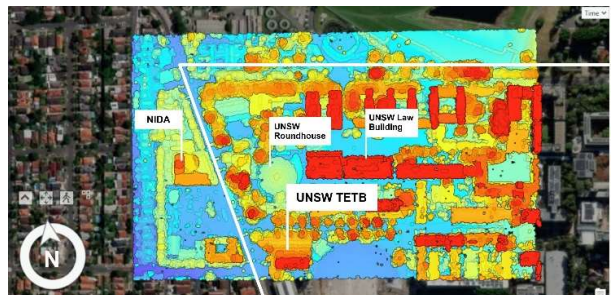 Time
NIDA
UNSW
Roundhouse
UNSW Law
Building
UNSW TETB
N